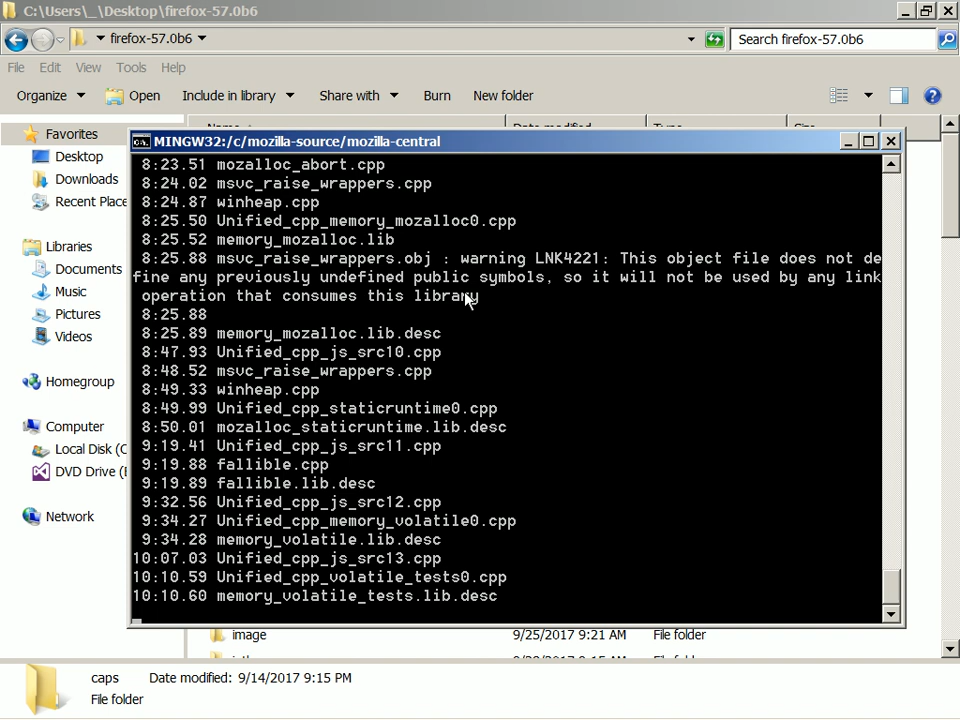 C:\Users\_\Desktop\firefox-57.0b6
firefox-57.0b6
Search firefox-57.0b6
File Edit View Tools Help
Organize Open Include in library Share with Burn New folder
Favorites
Desktop
Downloads
Recent Place
Libraries
Documents
Music
Pictures
Videos
Homegroup
Computer
Local Disk (C
DVD Drive (
Network
Date modified Type Size
MINGW32:/c/mozilla-source/mozilla-central
8:23.51 mozalloc_abort.cpp
8:24.02 msvc_raise_wrappers.cpp
8:24.87 winheap.cpp
8:25.50 Unified_cpp_memory_mozalloc0.cpp
8:25.52 memory_mozalloc.lib
8:25.88 msvc_raise_wrappers.obj : warning LNK4221: This object file does not de
fine any previously undefined public symbols, so it will not be used by any link
operation that consumes this library
8:25.88
8:25.89 memory_mozalloc.lib.desc
8:47.93 Unified_cpp_js_src10.cpp
8:48.52 msvc_raise_wrappers.cpp
8:49.33 winheap.cpp
8:49.99 Unified_cpp_staticruntime0.cpp
8:50.01 mozalloc_staticruntime.lib.desc
9:19.41 Unified_cpp_js_src11.cpp
9:19.88 fallible.cpp
9:19.89 fallible.lib.desc
9:32.56 Unified_cpp_js_src12.cpp
9:34.27 Unified_cpp_memory_volatile0.cpp
9:34.28 memory_volatile.lib.desc
10:07.03 Unified_cpp_js_src13.cpp
10:10.59 Unified_cpp_volatile_tests0.cpp
10:10.60 memory_volatile_tests.lib.desc
image 9/25/2017 9:21 AM File folder
caps Date modified: 9/14/2017 9:15 PM
File folder